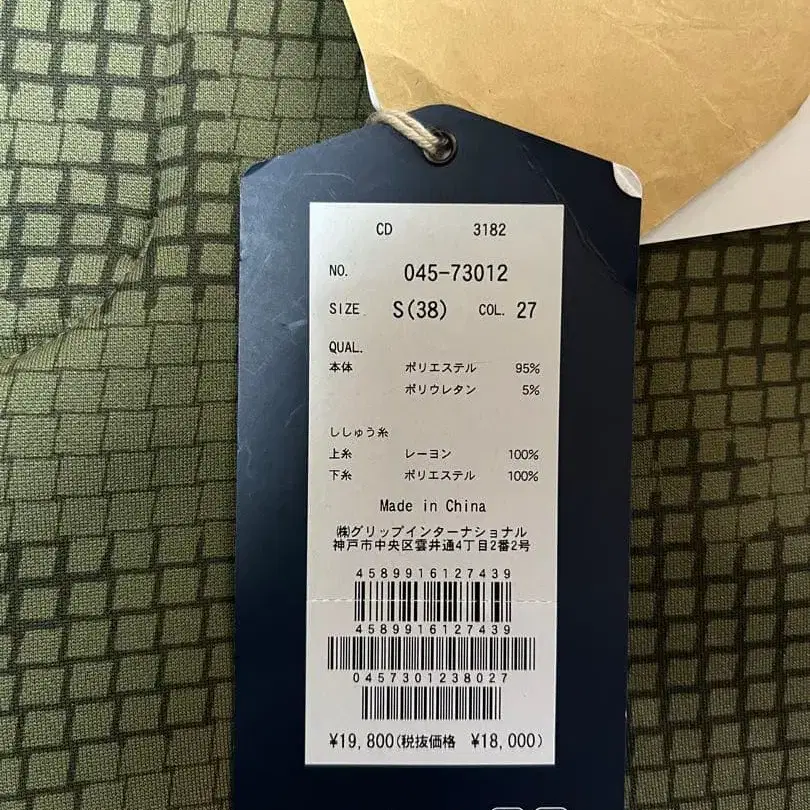 CD 3182
NO. 045-73012
SIZE S(38) COL. 27
QUAL.
本体 ポリエステル 95%
ポリウレタン 5%
ししゅう糸
上糸 レーヨン 100%
下糸 ポリエステル 100%
Made in China
㈱グリップインターナショナル
神戸市中央区雲井通4丁目2番2号
4589916127439
4589916127439
0457301238027
¥19,800(税抜価格 ¥18,000)